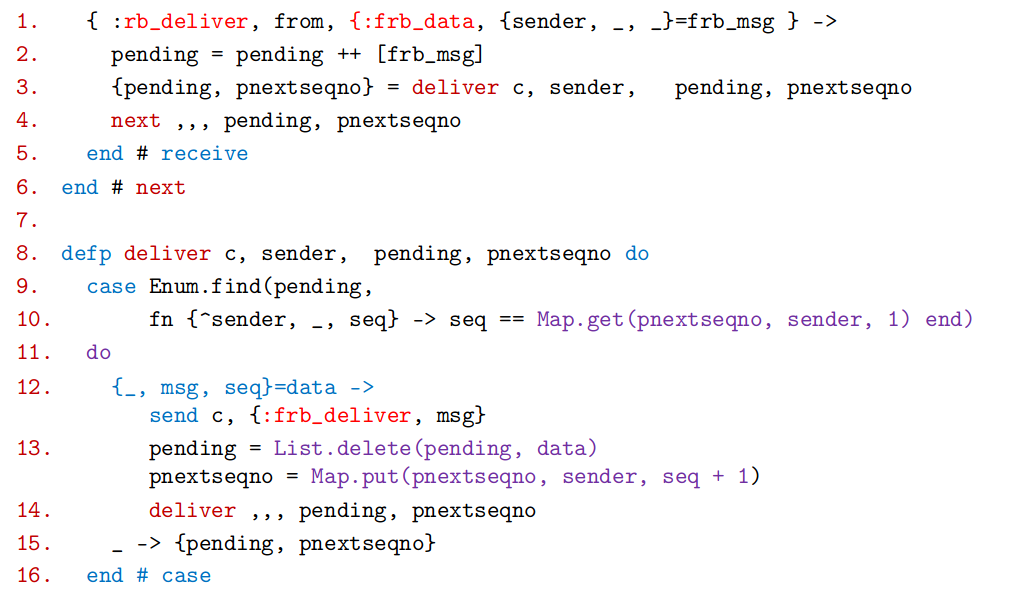 1. { :rb_deliver, from, {:frb_data, {sender, _, _}=frb_msg } ->
2. pending = pending ++ [frb_msg]
3. {pending, pnextseqno} = deliver c, sender, pending, pnextseqno
4. next ,,, pending, pnextseqno
5. end # receive
6. end # next
7.
8. defp deliver c, sender, pending, pnextseqno do
9. case Enum.find(pending,
10. fn {^sender, _, seq} -> seq == Map.get(pnextseqno, sender, 1) end)
11. do
12. {_, msg, seq}=data ->
send c, {:frb_deliver, msg}
13. pending = List.delete(pending, data)
pnextseqno = Map.put(pnextseqno, sender, seq + 1)
14. deliver ,,, pending, pnextseqno
15. _ -> {pending, pnextseqno}
16. end # case